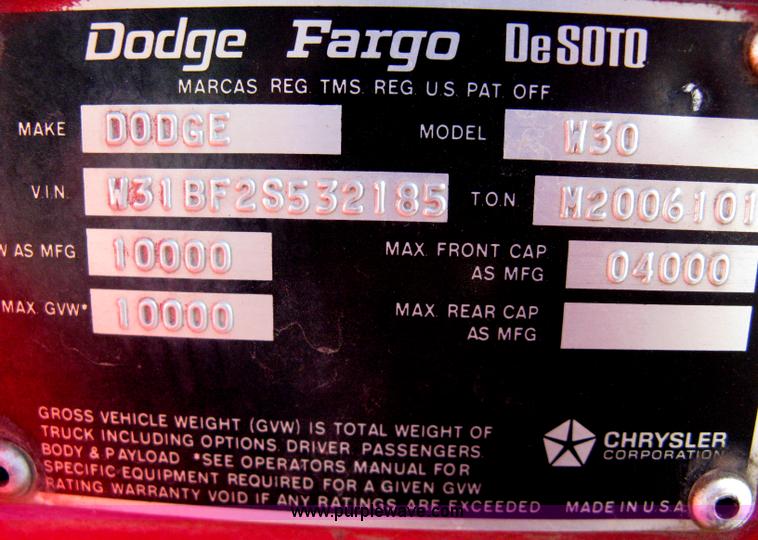 Dodge Fargo DeSOTO
MARCAS REG. TMS. REG. U.S. PAT. OFF.
MAKE DODGE MODEL W30
V.I.N. W31BF2S532185 T.O.N. M2006101
W AS MFG 10000 MAX. FRONT CAP AS MFG 04000
MAX. GVW* 10000 MAX. REAR CAP AS MFG
GROSS VEHICLE WEIGHT (GVW) IS TOTAL WEIGHT OF
TRUCK INCLUDING OPTIONS. DRIVER. PASSENGERS.
BODY & PAYLOAD *SEE OPERATORS MANUAL FOR
SPECIFIC EQUIPMENT REQUIRED FOR A GIVEN GVW
RATING WARRANTY VOID IF ANY RATINGS ARE EXCEEDED MADE IN U.S.A.
CHRYSLER
CORPORATION
www.purplewave.com